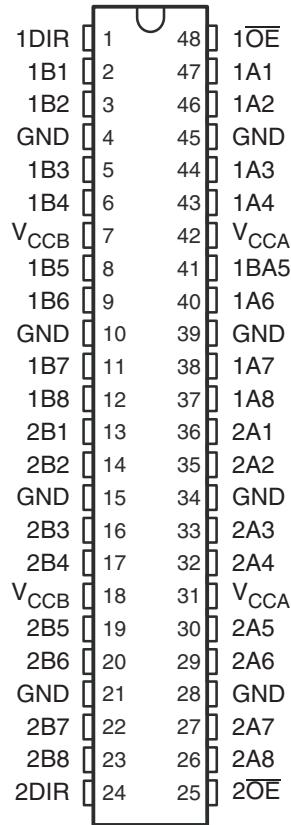 1DIR 1 48 1O̅E̅
1B1 2 47 1A1
1B2 3 46 1A2
GND 4 45 GND
1B3 5 44 1A3
1B4 6 43 1A4
VCCB 7 42 VCCA
1B5 8 41 1BA5
1B6 9 40 1A6
GND 10 39 GND
1B7 11 38 1A7
1B8 12 37 1A8
2B1 13 36 2A1
2B2 14 35 2A2
GND 15 34 GND
2B3 16 33 2A3
2B4 17 32 2A4
VCCB 18 31 VCCA
2B5 19 30 2A5
2B6 20 29 2A6
GND 21 28 GND
2B7 22 27 2A7
2B8 23 26 2A8
2DIR 24 25 2O̅E̅